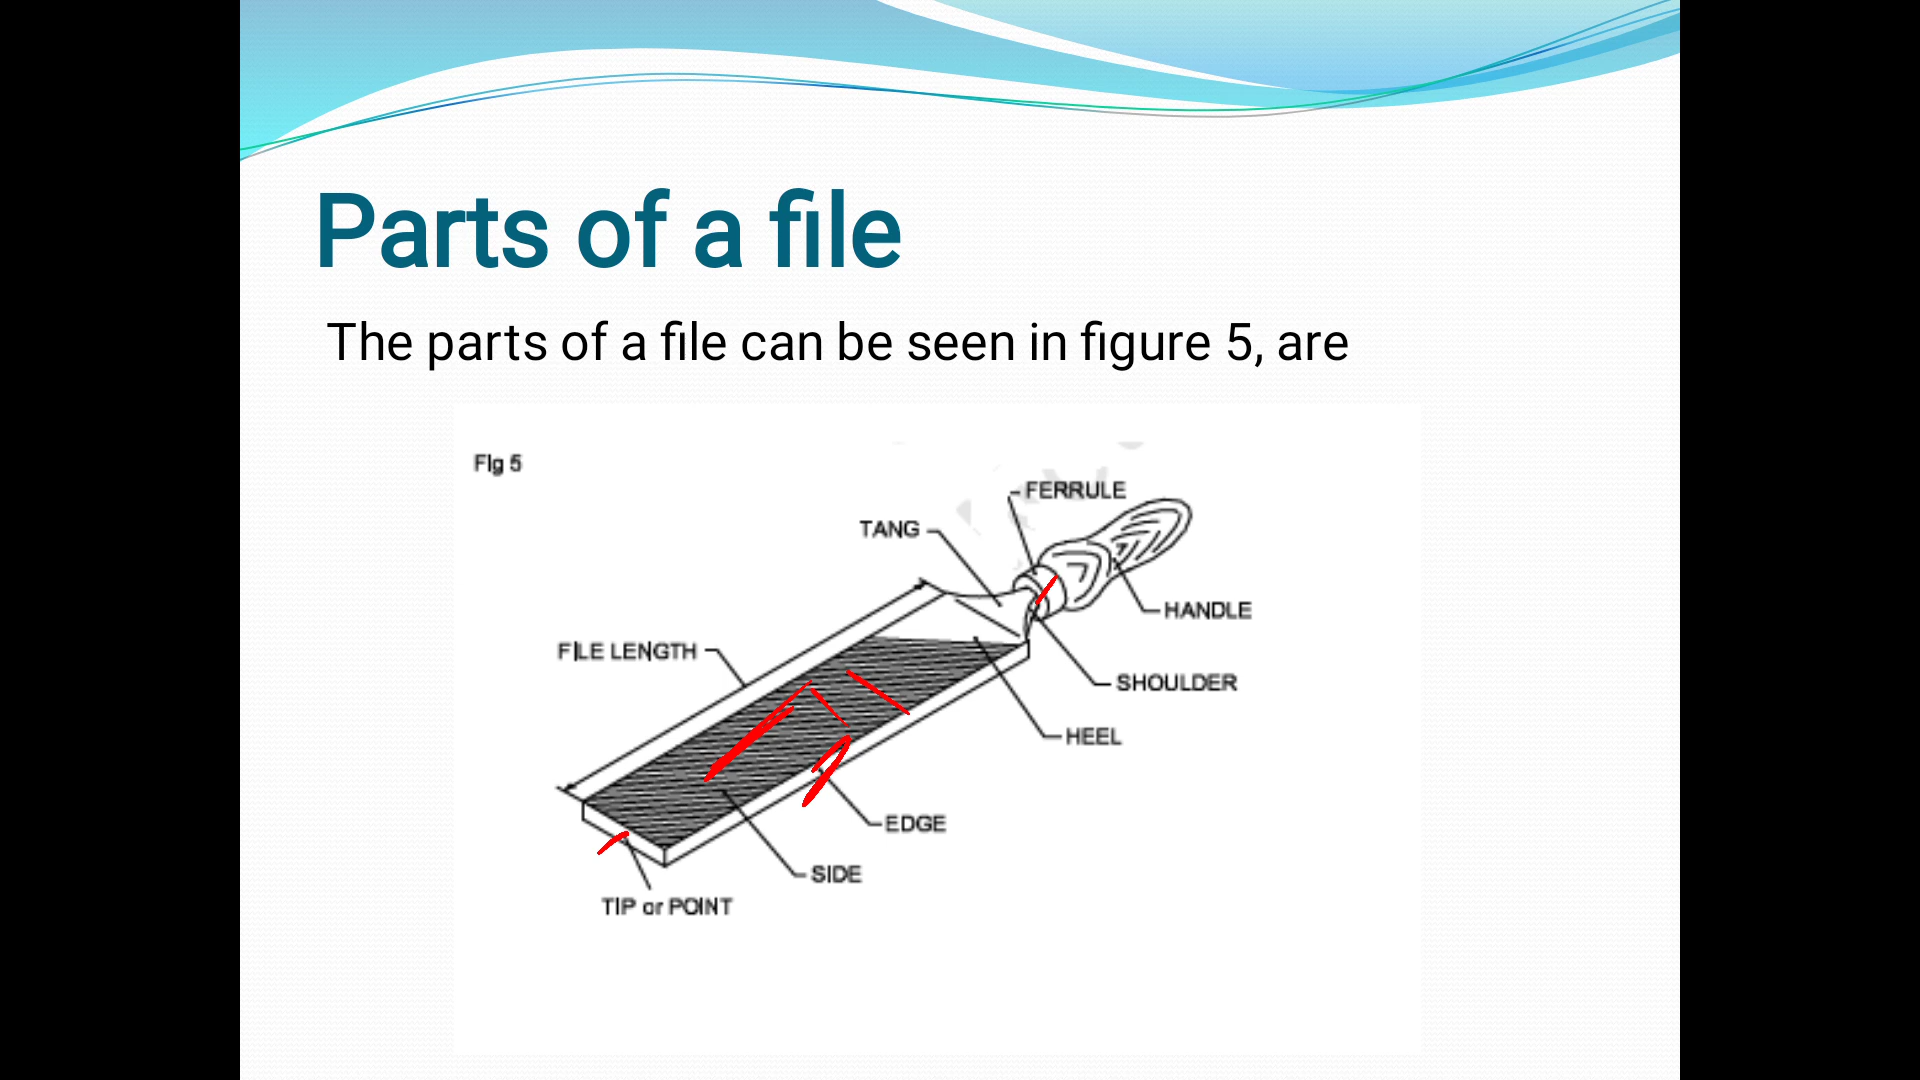 Parts of a file
The parts of a file can be seen in figure 5, are
Fig 5
FERRULE
TANG
HANDLE
FILE LENGTH
SHOULDER
HEEL
EDGE
SIDE
TIP or POINT